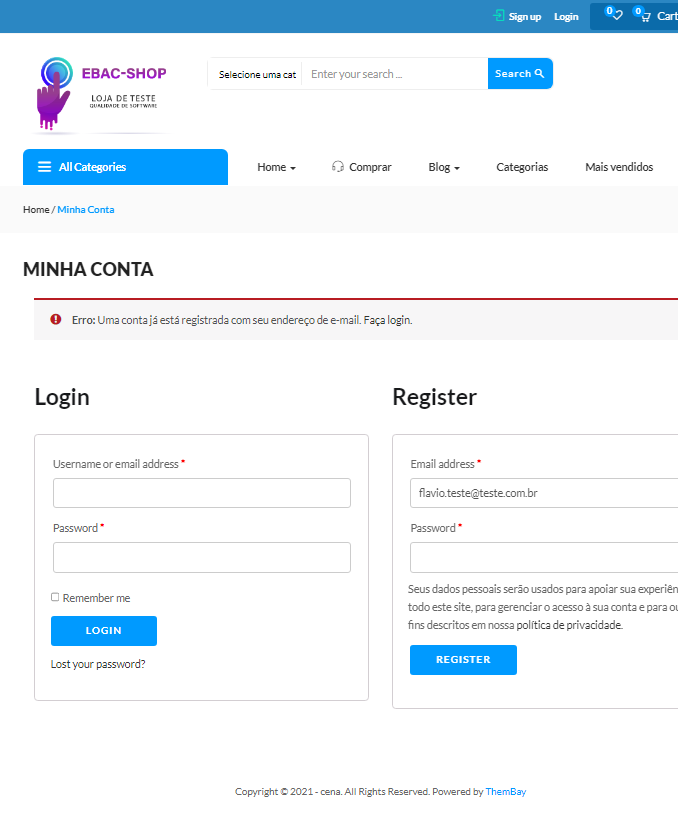 Sign up Login 0 0 Cart
EBAC-SHOP
LOJA DE TESTE
QUALIDADE DE SOFTWARE
Selecione uma cat Enter your search ... Search
All Categories Home Comprar Blog Categorias Mais vendidos
Home / Minha Conta
MINHA CONTA
Erro: Uma conta já está registrada com seu endereço de e-mail. Faça login.
Login
Username or email address *
Password *
Remember me
LOGIN
Lost your password?
Register
Email address *
flavio.teste@teste.com.br
Password *
Seus dados pessoais serão usados para apoiar sua experiên
todo este site, para gerenciar o acesso à sua conta e para ou
fins descritos em nossa política de privacidade.
REGISTER
Copyright © 2021 - cena. All Rights Reserved. Powered by ThemBay